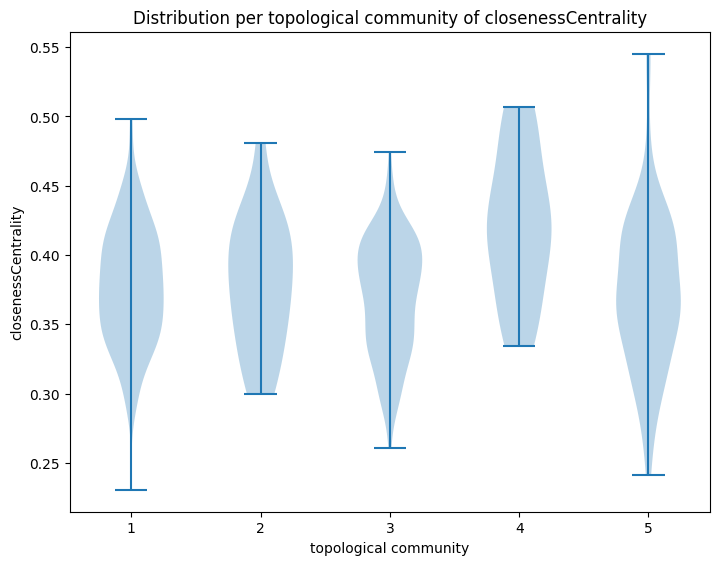 Distribution per topological community of closenessCentrality
closenessCentrality
0.55
0.50
0.45
0.40
0.35
0.30
0.25
1 2 3 4 5
topological community